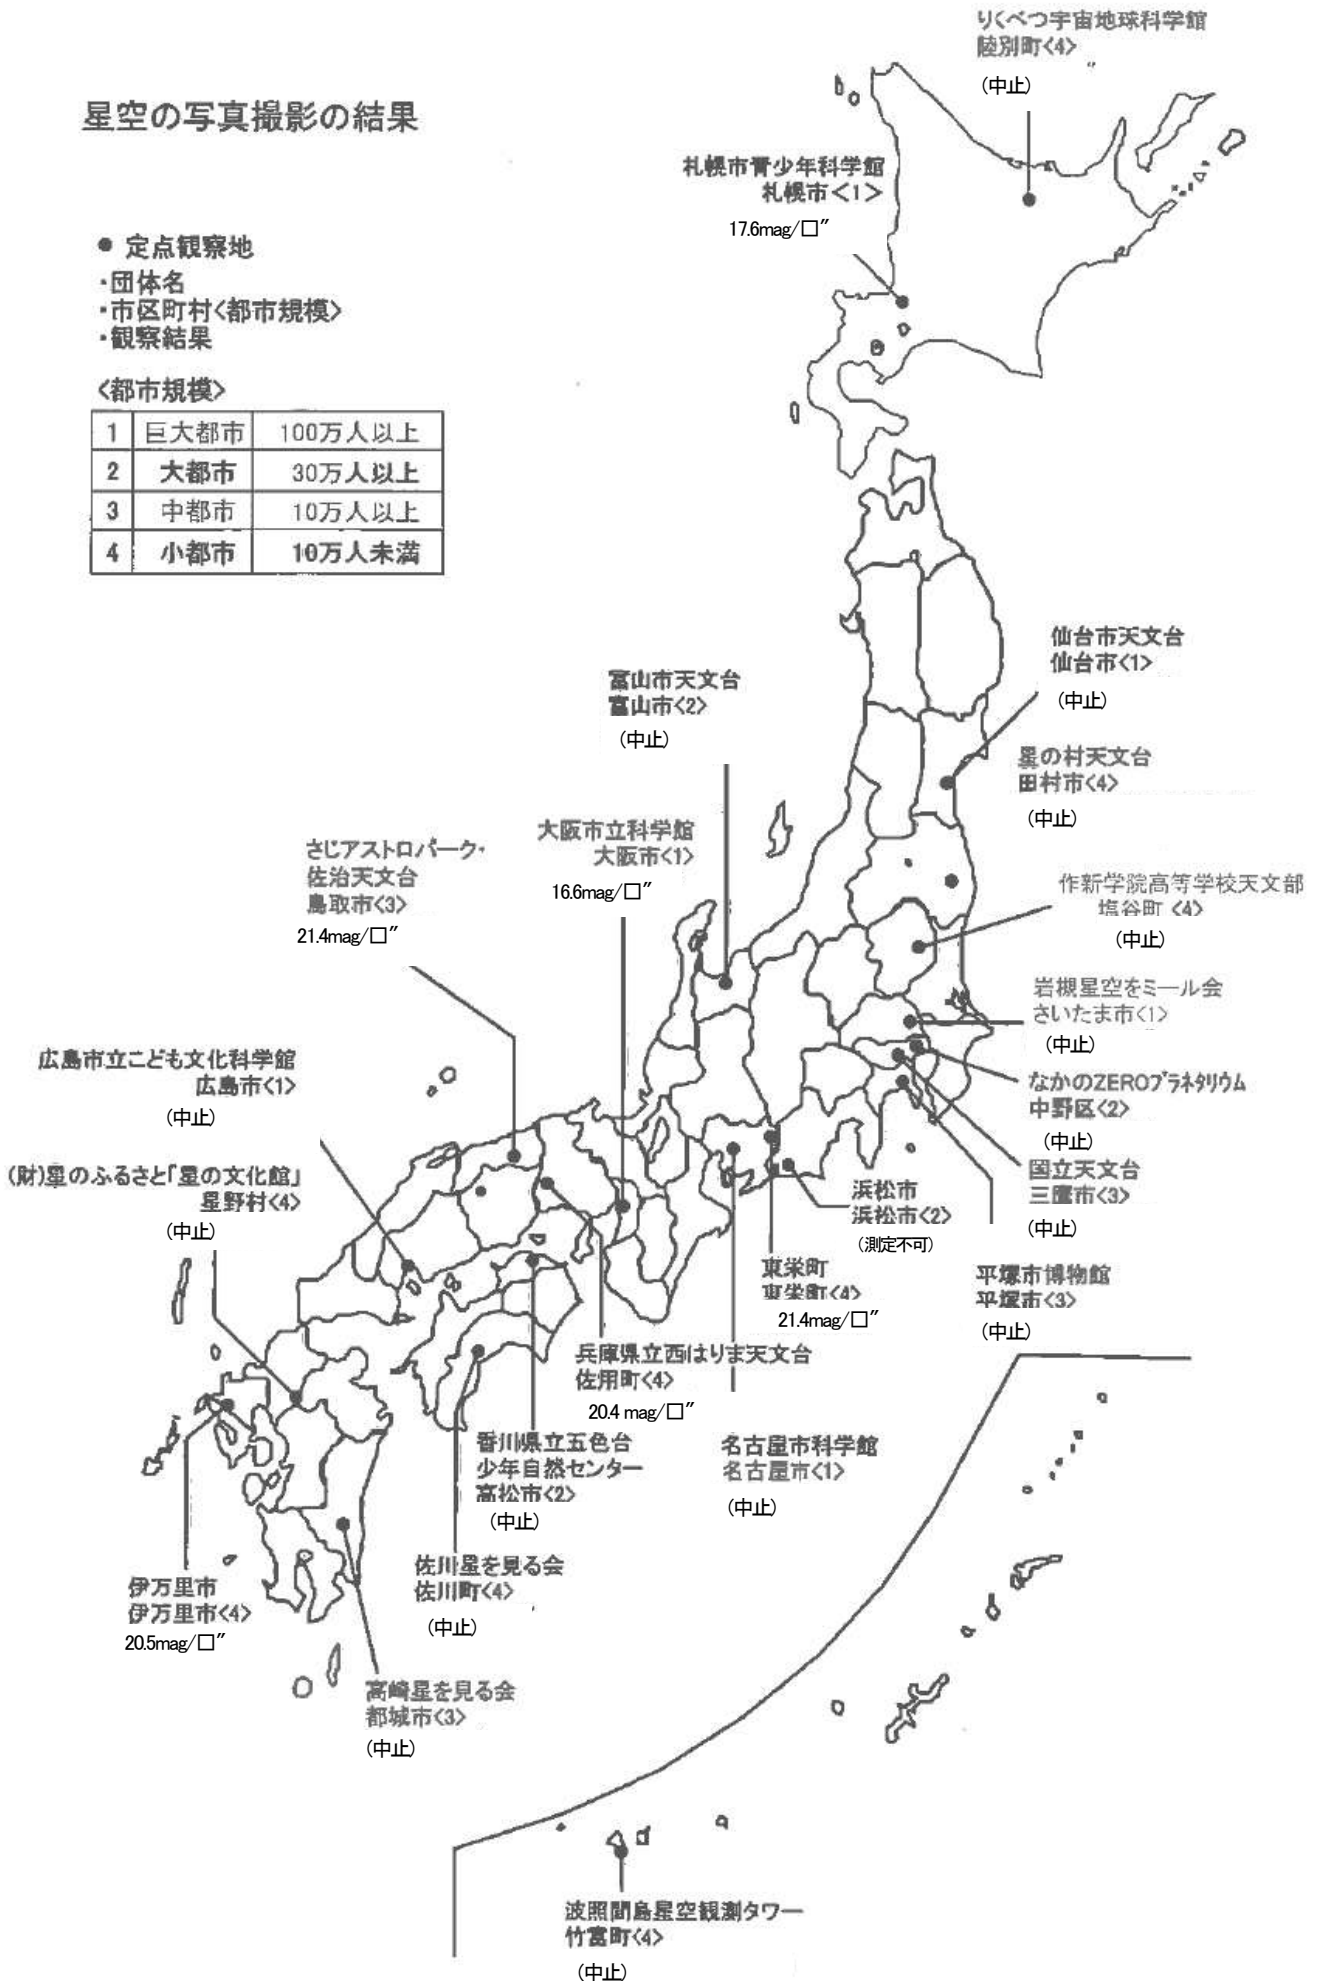 りくべつ宇宙地球科学館
陸別町<4>
(中止)
星空の写真撮影の結果
札幌市青少年科学館
札幌市<1>
17.6mag/□″
● 定点観察地
・団体名
・市区町村<都市規模>
・観察結果
<都市規模>
1 巨大都市 100万人以上
2 大都市 30万人以上
3 中都市 10万人以上
4 小都市 10万人未満
仙台市天文台
仙台市<1>
(中止)
富山市天文台
富山市<2>
(中止)
星の村天文台
田村市<4>
(中止)
大阪市立科学館
大阪市<1>
16.6mag/□″
さじアストロパーク・
佐治天文台
鳥取市<3>
21.4mag/□″
作新学院高等学校天文部
塩谷町 <4>
(中止)
岩槻星空をミール会
さいたま市<1>
(中止)
広島市立こども文化科学館
広島市<1>
(中止)
なかのZEROプラネタリウム
中野区<2>
(中止)
(財)星のふるさと「星の文化館」
星野村<4>
(中止)
国立天文台
三鷹市<3>
(中止)
浜松市
浜松市<2>
(測定不可)
東栄町
東栄町<4>
21.4mag/□″
平塚市博物館
平塚市<3>
(中止)
兵庫県立西はりま天文台
佐用町<4>
20.4 mag/□″
香川県立五色台
少年自然センター
高松市<2>
(中止)
名古屋市科学館
名古屋市<1>
(中止)
佐川星を見る会
佐川町<4>
(中止)
伊万里市
伊万里市<4>
20.5mag/□″
高崎星を見る会
都城市<3>
(中止)
波照間島星空観測タワー
竹富町<4>
(中止)